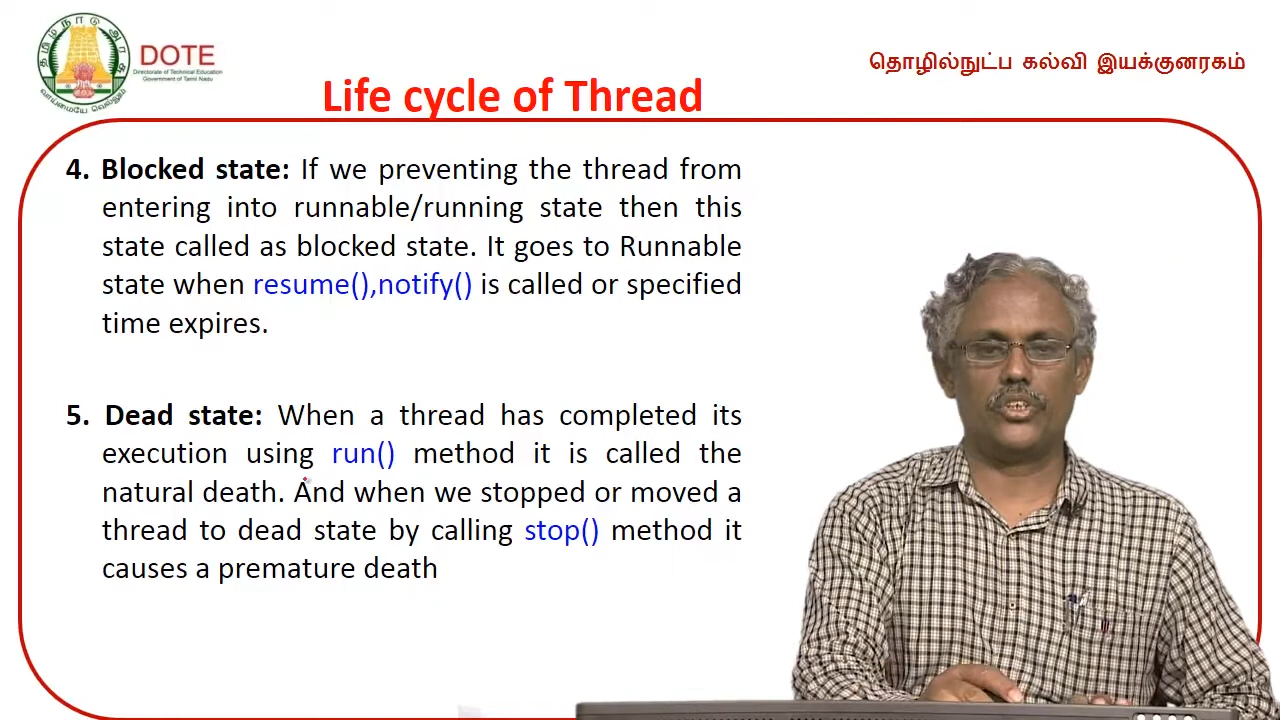 தமிழ்நாடு அரசு
வாய்மையே வெல்லும்
DOTE
Directorate of Technical Education
Government of Tamil Nadu
தொழில்நுட்ப கல்வி இயக்குனரகம்
Life cycle of Thread
4. Blocked state: If we preventing the thread from
entering into runnable/running state then this
state called as blocked state. It goes to Runnable
state when resume(),notify() is called or specified
time expires.
5. Dead state: When a thread has completed its
execution using run() method it is called the
natural death. And when we stopped or moved a
thread to dead state by calling stop() method it
causes a premature death